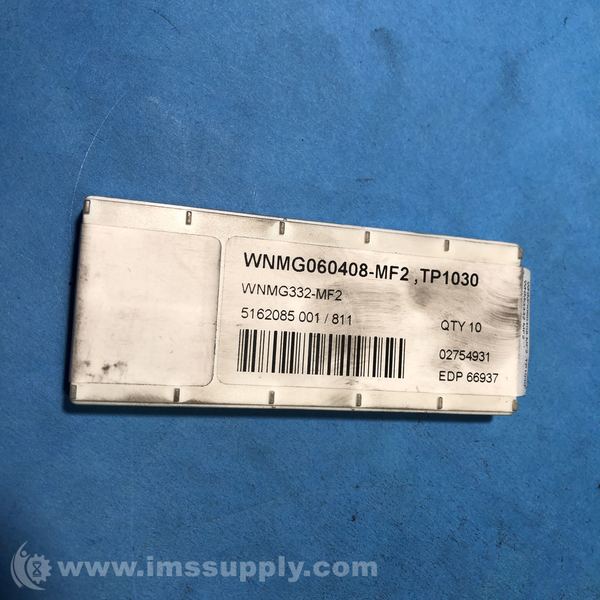 WNMG060408-MF2 ,TP1030
WNMG332-MF2
5162085 001 / 811
QTY 10
02754931
EDP 66937
www.imssupply.com